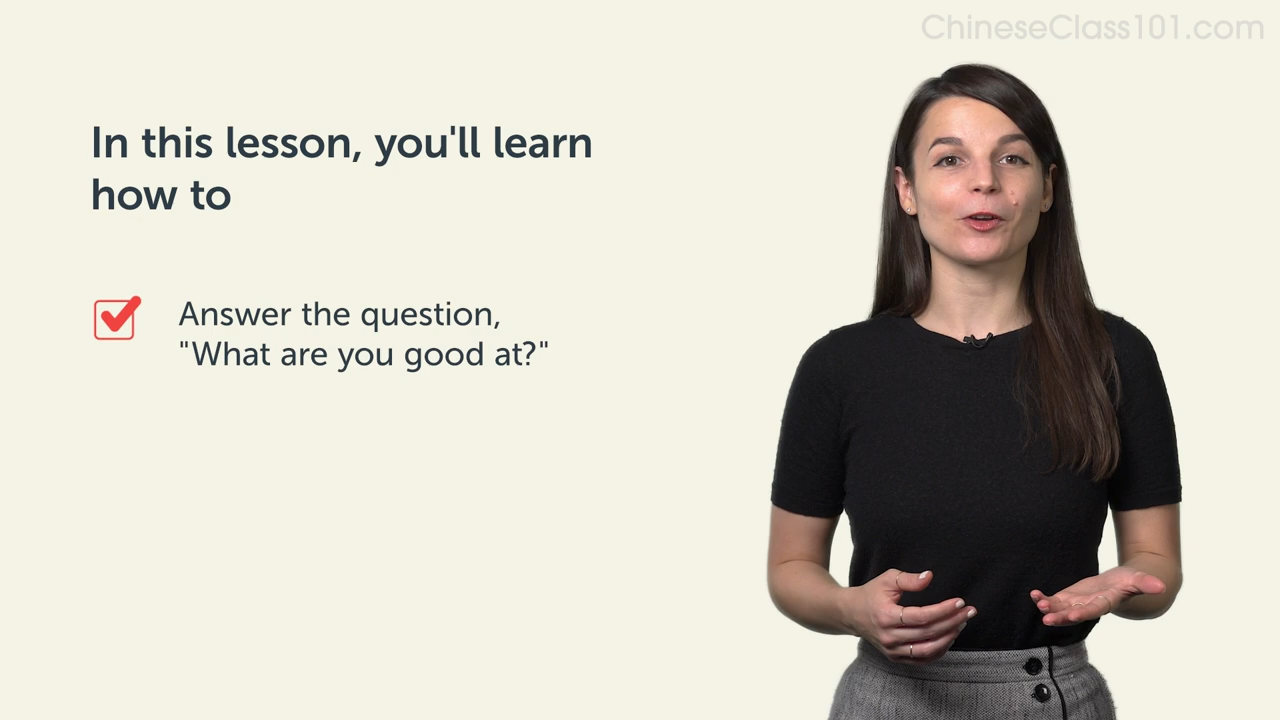 ChineseClass101.com
In this lesson, you'll learn
how to
Answer the question,
"What are you good at?"